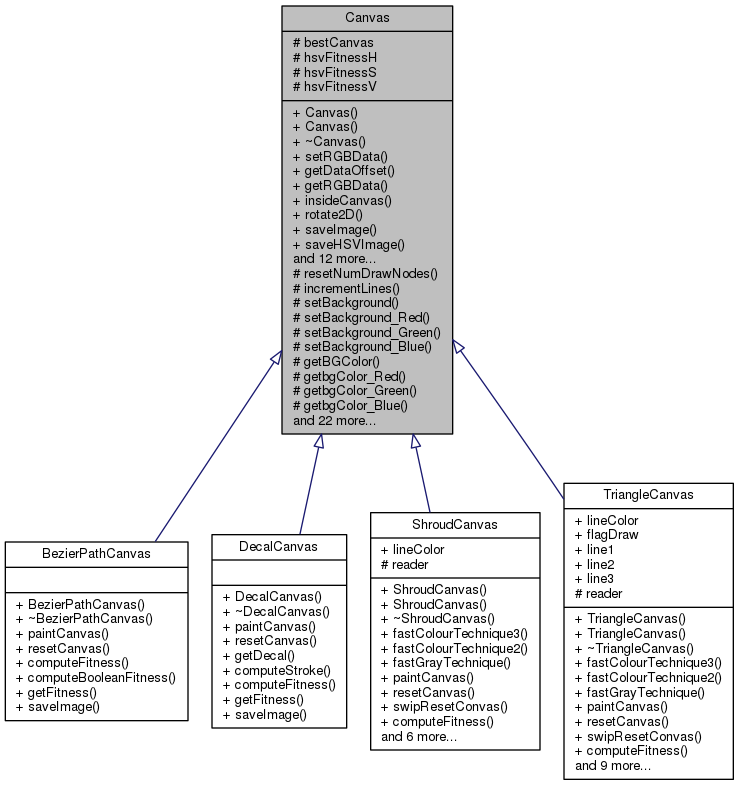 Canvas
# bestCanvas
# hsvFitnessH
# hsvFitnessS
# hsvFitnessV
+ Canvas()
+ Canvas()
+ ~Canvas()
+ setRGBData()
+ getDataOffset()
+ getRGBData()
+ insideCanvas()
+ rotate2D()
+ saveImage()
+ saveHSVImage()
and 12 more...
# resetNumDrawNodes()
# incrementLines()
# setBackground()
# setBackground_Red()
# setBackground_Green()
# setBackground_Blue()
# getBGColor()
# getbgColor_Red()
# getbgColor_Green()
# getbgColor_Blue()
and 22 more...
BezierPathCanvas
+ BezierPathCanvas()
+ ~BezierPathCanvas()
+ paintCanvas()
+ resetCanvas()
+ computeFitness()
+ computeBooleanFitness()
+ getFitness()
+ saveImage()
DecalCanvas
+ DecalCanvas()
+ ~DecalCanvas()
+ paintCanvas()
+ resetCanvas()
+ getDecal()
+ computeStroke()
+ computeFitness()
+ getFitness()
+ saveImage()
ShroudCanvas
+ lineColor
# reader
+ ShroudCanvas()
+ ShroudCanvas()
+ ~ShroudCanvas()
+ fastColourTechnique3()
+ fastColourTechnique2()
+ fastGrayTechnique()
+ paintCanvas()
+ resetCanvas()
+ swipResetConvas()
+ computeFitness()
and 6 more...
TriangleCanvas
+ lineColor
+ flagDraw
+ line1
+ line2
+ line3
# reader
+ TriangleCanvas()
+ TriangleCanvas()
+ ~TriangleCanvas()
+ fastColourTechnique3()
+ fastColourTechnique2()
+ fastGrayTechnique()
+ paintCanvas()
+ resetCanvas()
+ swipResetConvas()
+ computeFitness()
and 9 more...